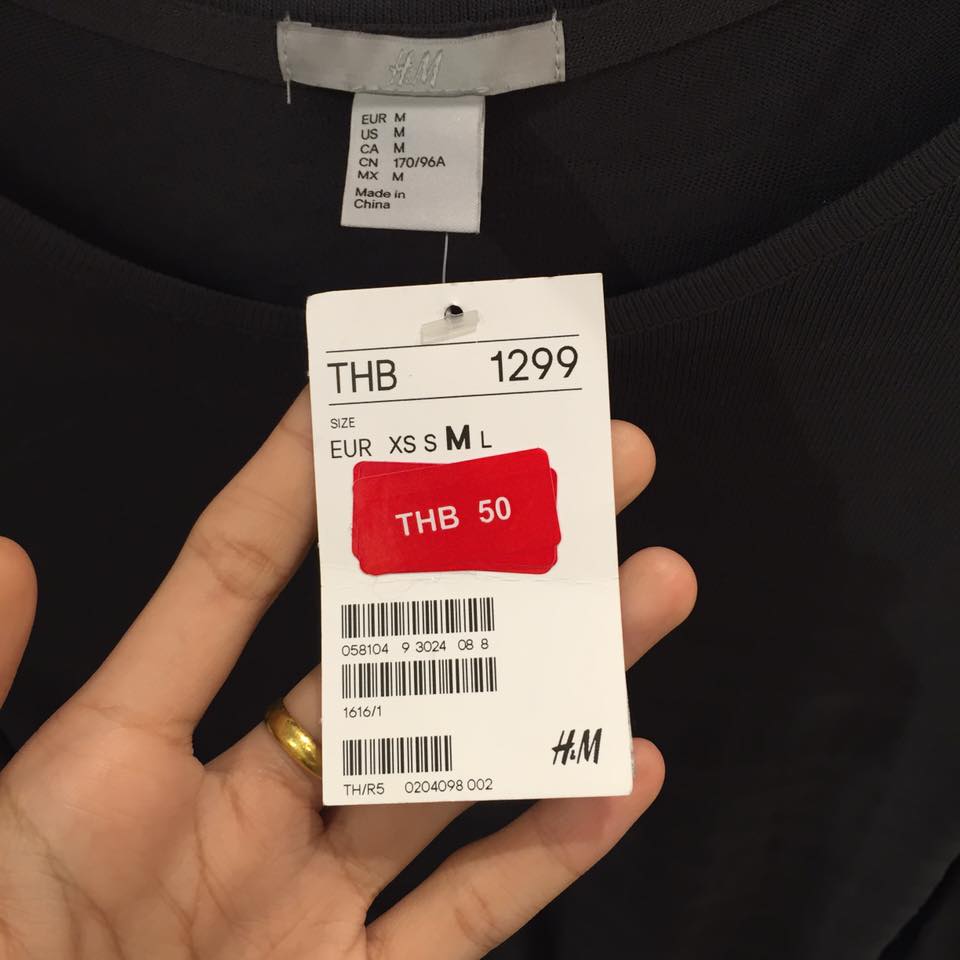 H&M
EUR M
US M
CA M
CN 170/96A
MX M
Made in
China
THB 1299
SIZE
EUR XS S M L
THB 50
058104 9 3024 08 8
1616/1
H&M
TH/R5 0204098 002